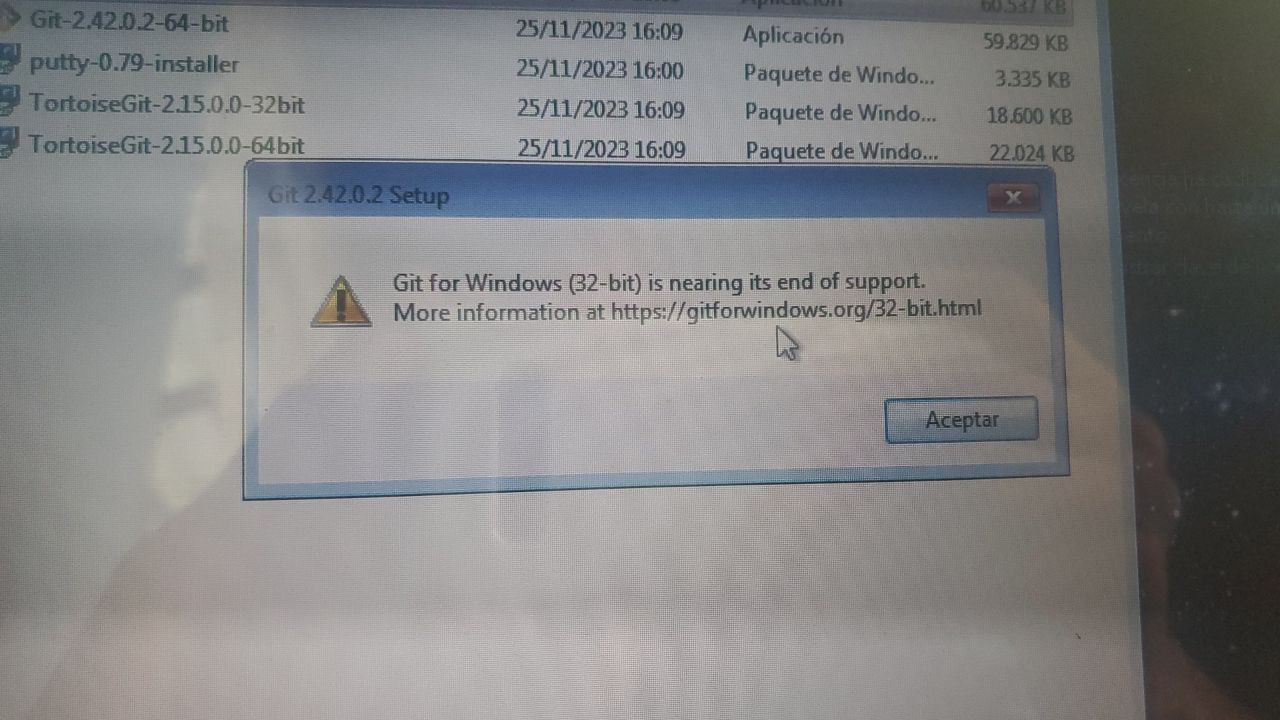 Aplicación 60.537 KB
Git-2.42.0.2-64-bit 25/11/2023 16:09 Aplicación 59.829 KB
putty-0.79-installer 25/11/2023 16:00 Paquete de Windo... 3.335 KB
TortoiseGit-2.15.0.0-32bit 25/11/2023 16:09 Paquete de Windo... 18.600 KB
TortoiseGit-2.15.0.0-64bit 25/11/2023 16:09 Paquete de Windo... 22.024 KB
Git 2.42.0.2 Setup
Git for Windows (32-bit) is nearing its end of support.
More information at https://gitforwindows.org/32-bit.html
Aceptar